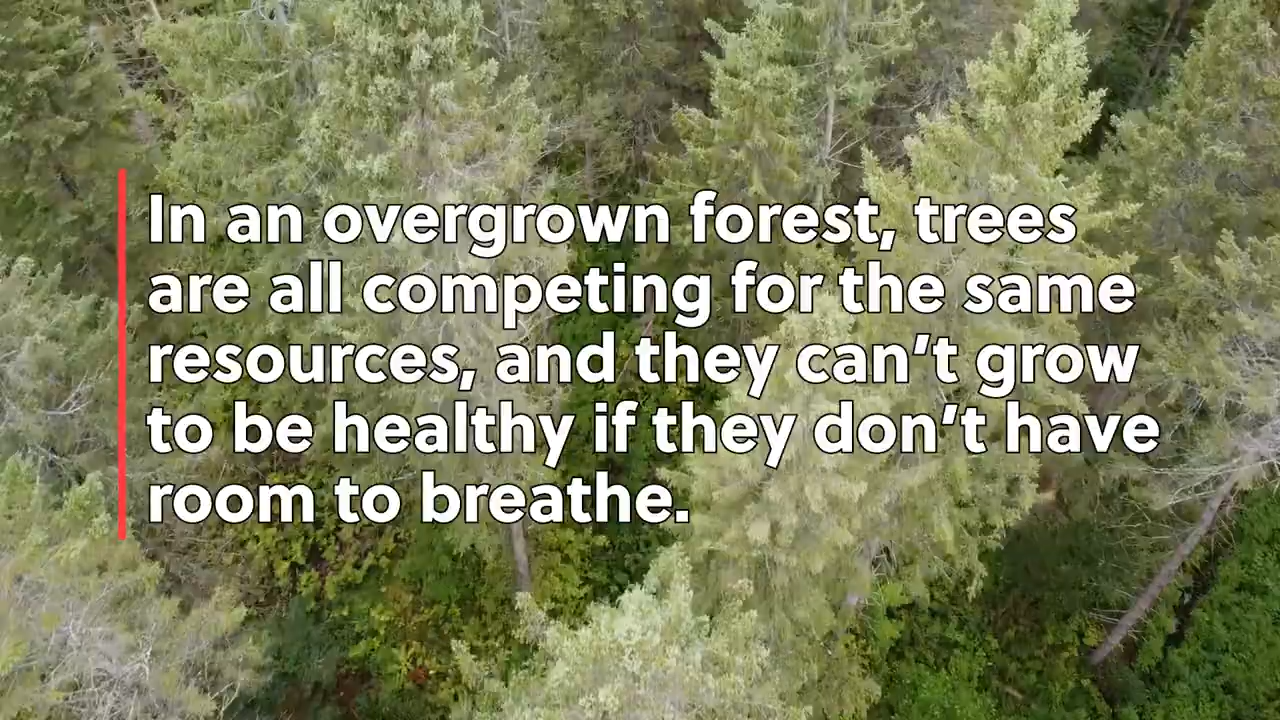 In an overgrown forest, trees
are all competing for the same
resources, and they can’t grow
to be healthy if they don’t have
room to breathe.